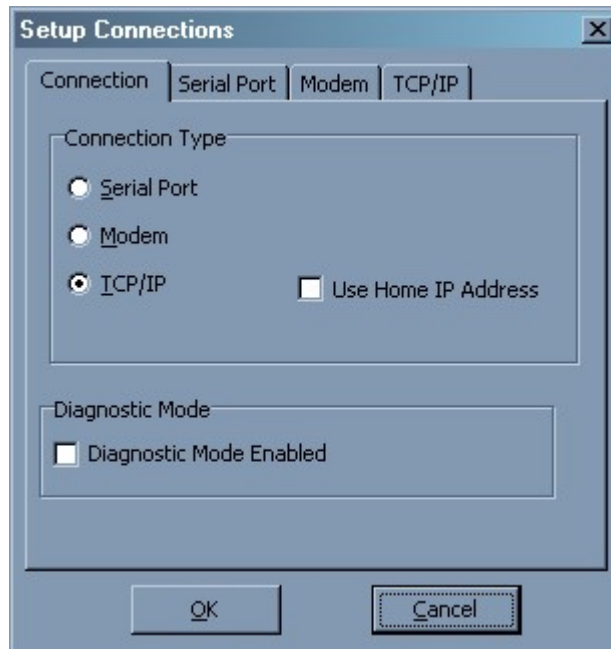 Setup Connections
Connection Serial Port Modem TCP/IP
Connection Type
Serial Port
Modem
TCP/IP Use Home IP Address
Diagnostic Mode
Diagnostic Mode Enabled
OK Cancel